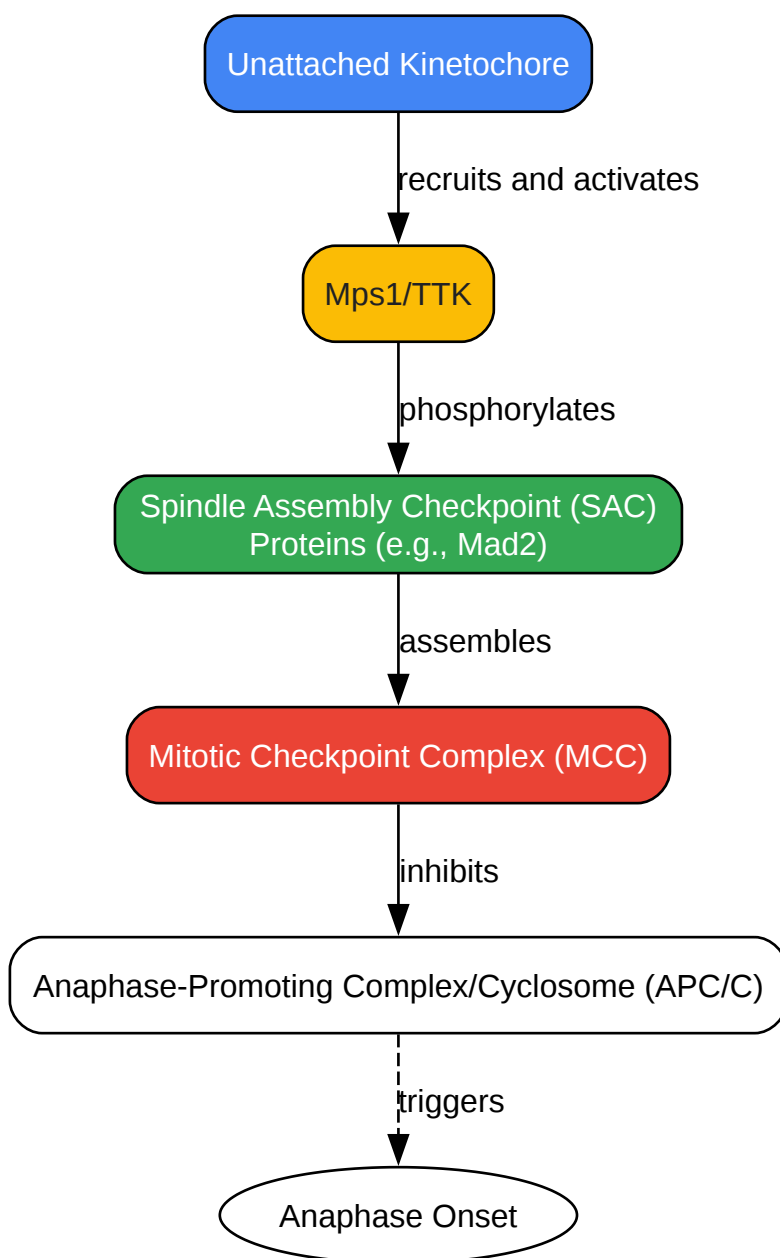 Unattached Kinetochore
recruits and activates
Mps1/TTK
phosphorylates
Spindle Assembly Checkpoint (SAC)
Proteins (e.g., Mad2)
assembles
Mitotic Checkpoint Complex (MCC)
inhibits
Anaphase-Promoting Complex/Cyclosome (APC/C)
triggers
Anaphase Onset